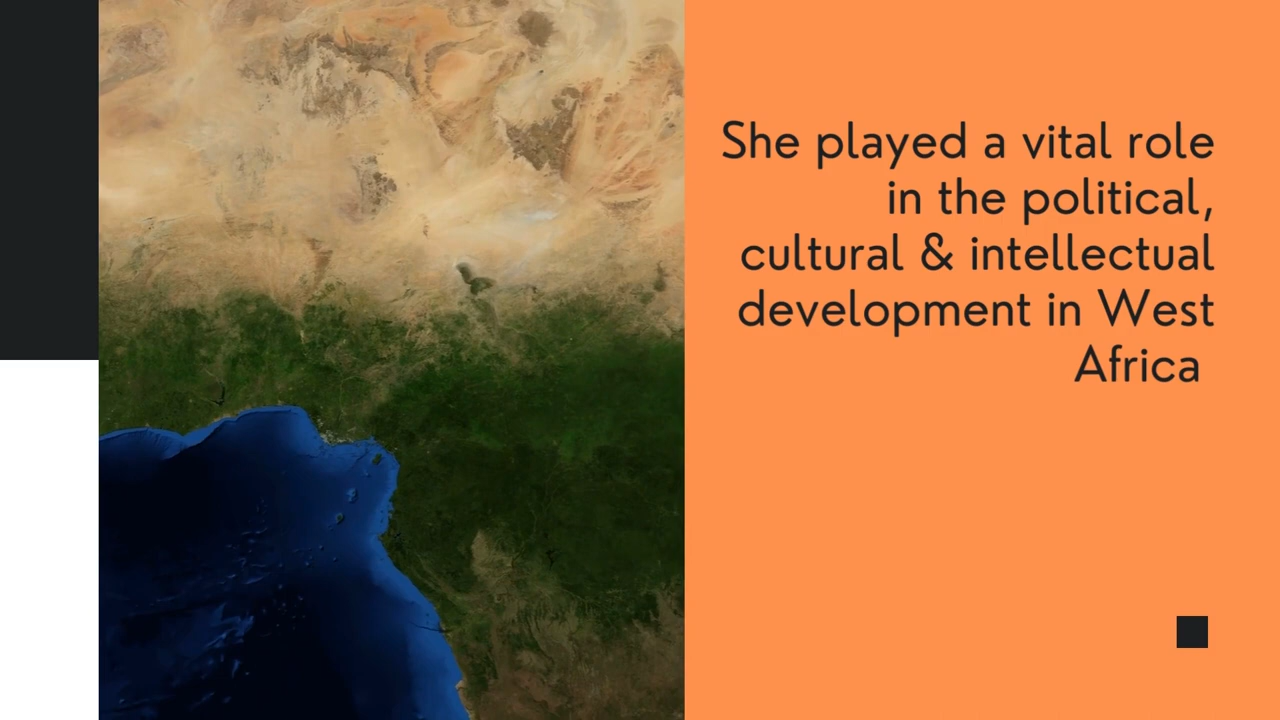 She played a vital role
in the political,
cultural & intellectual
development in West
Africa